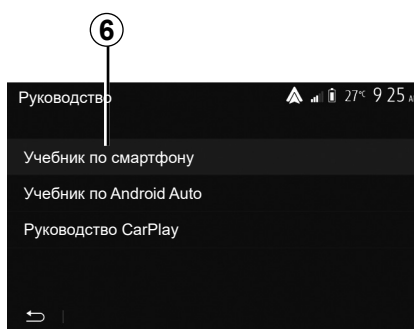 6
Руководство 27°C 9 25 A
Учебник по смартфону
Учебник по Android Auto
Руководство CarPlay